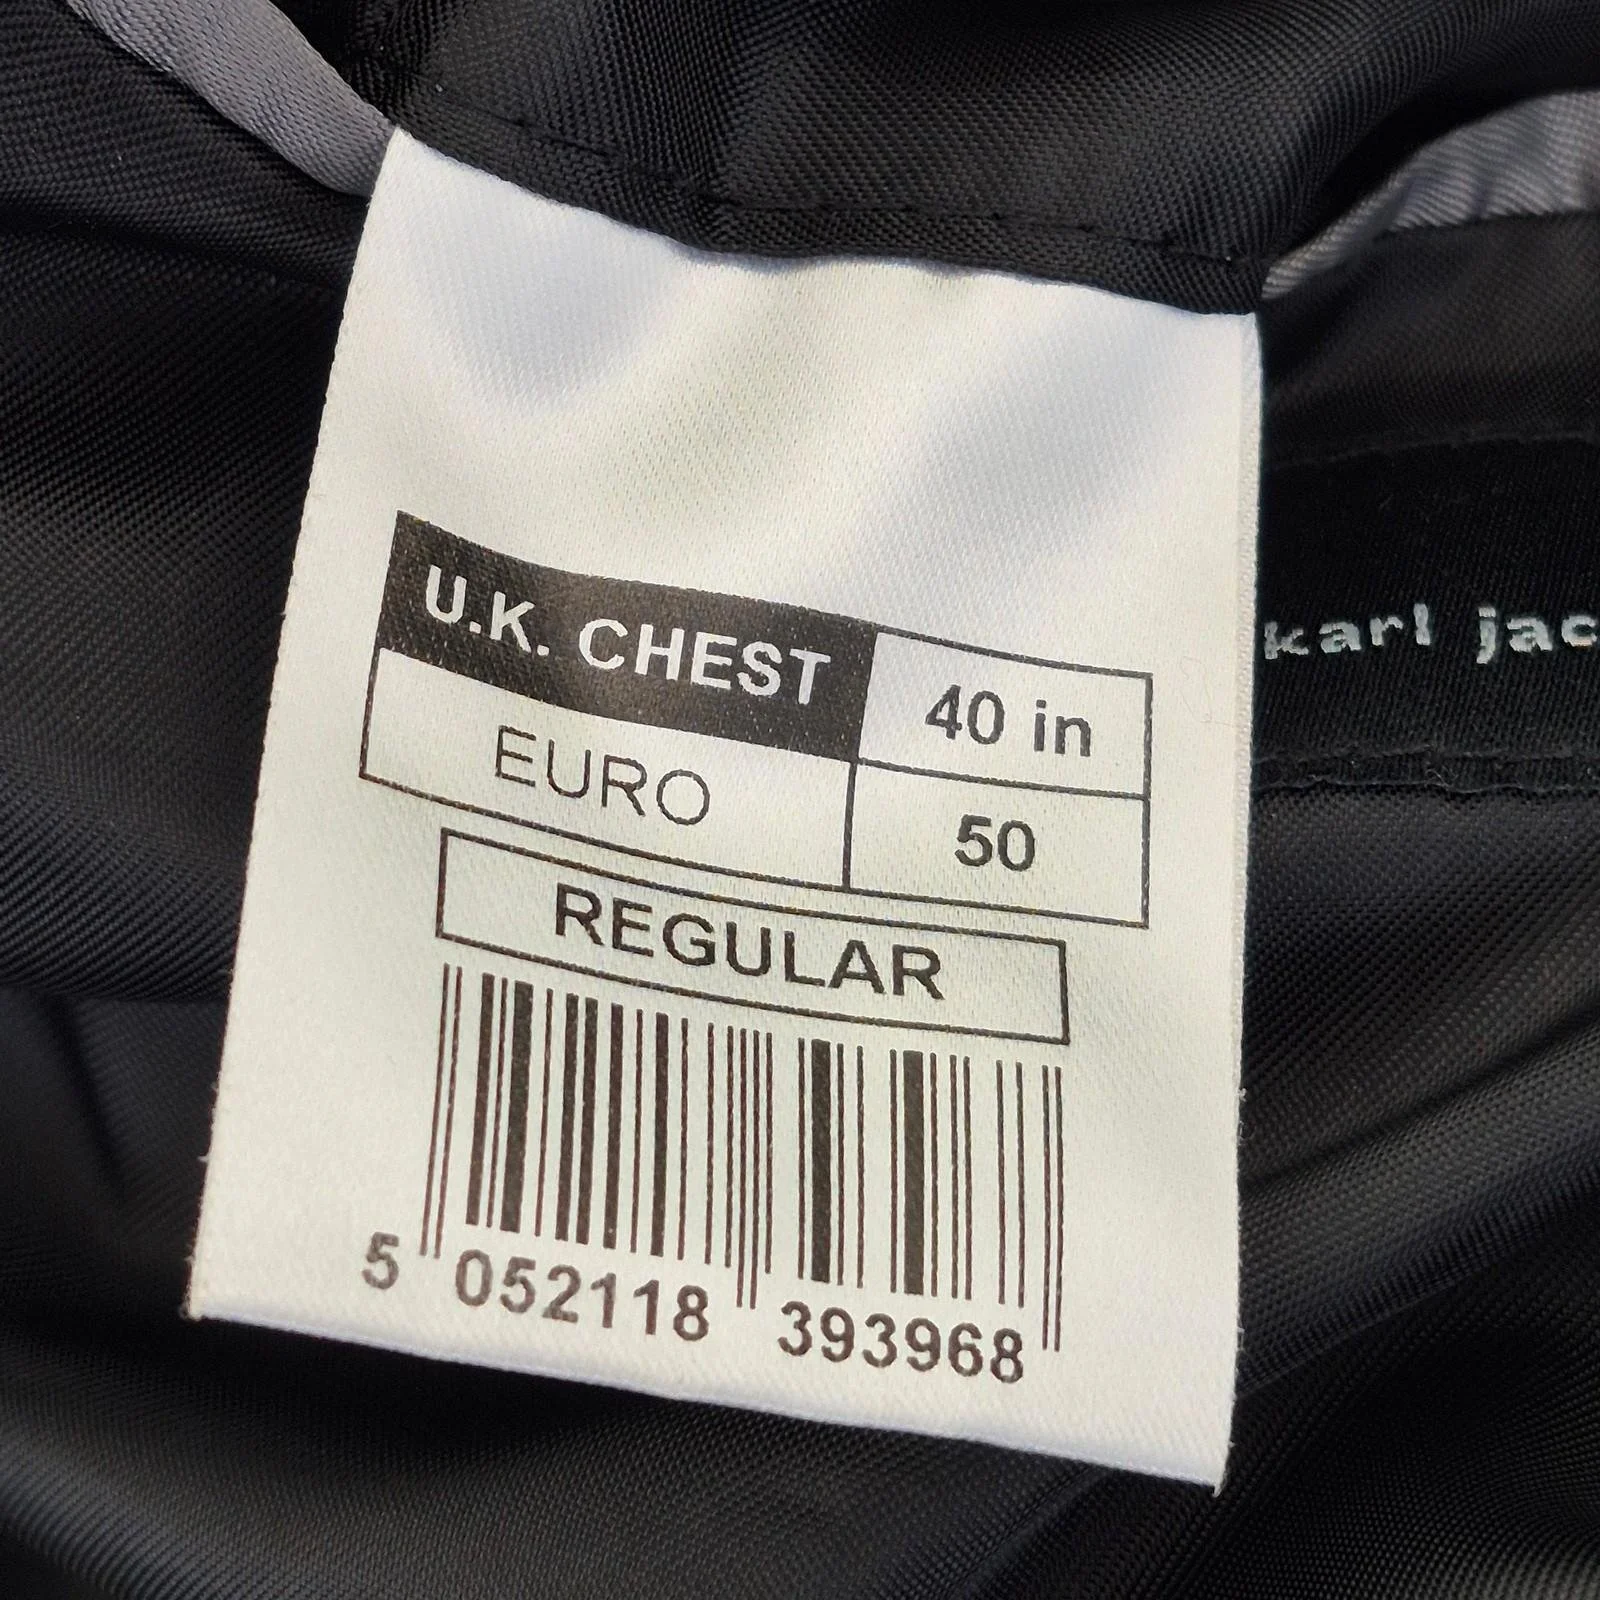 U.K. CHEST 40 in
EURO 50
REGULAR
5 052118 393968
karl jac